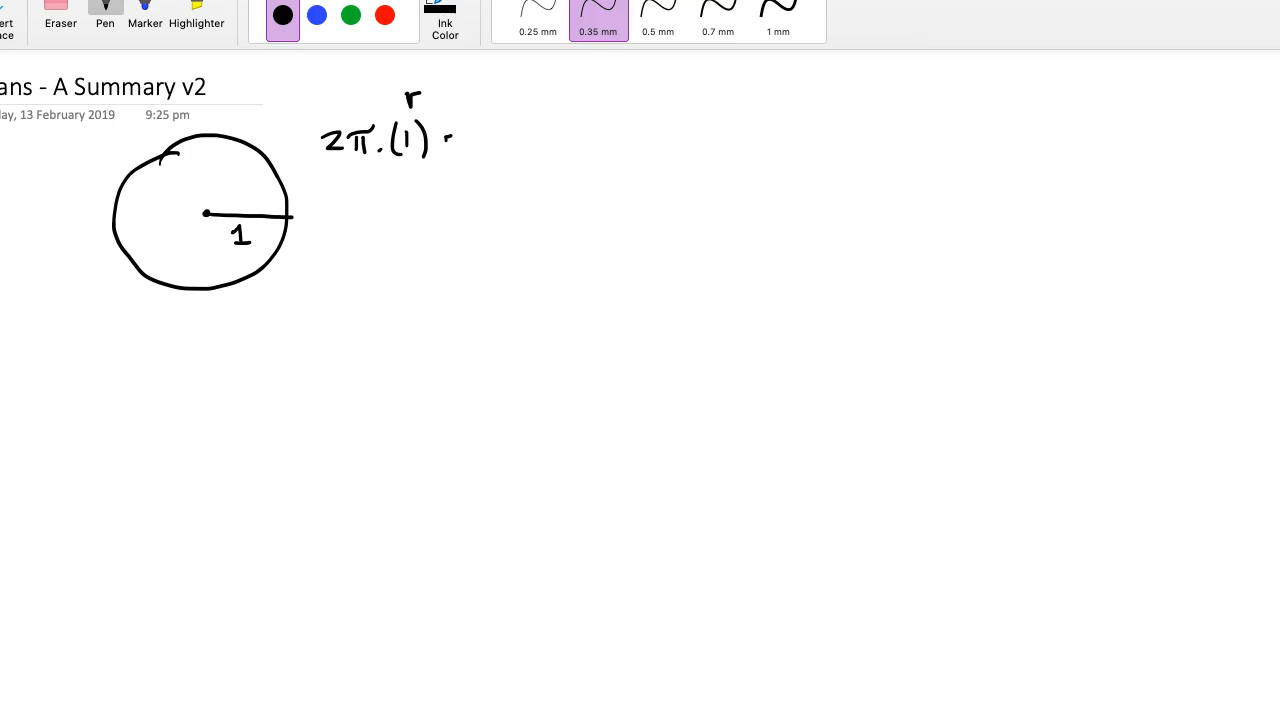 Eraser Pen Marker Highlighter
Ink
Color
0.25 mm 0.35 mm 0.5 mm 0.7 mm 1 mm
ans - A Summary v2
ay, 13 February 2019 9:25 pm
r
2π.(1)
1